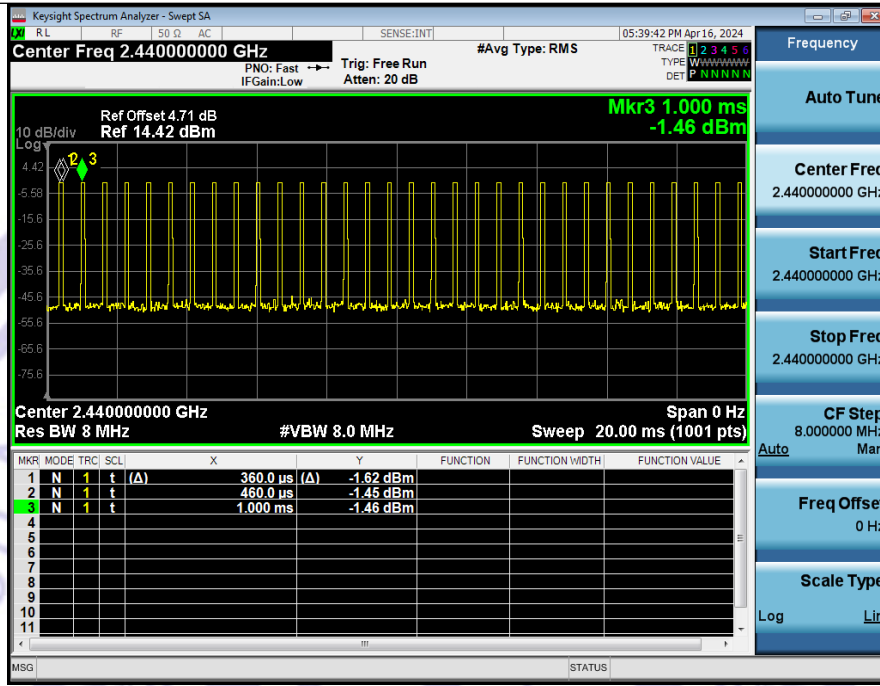 Keysight Spectrum Analyzer - Swept SA
LXI RL RF 50 Ω AC SENSE:INT 05:39:42 PM Apr 16, 2024
Center Freq 2.440000000 GHz #Avg Type: RMS TRACE 1 2 3 4 5 6
PNO: Fast Trig: Free Run TYPE WWWWWW
IFGain:Low Atten: 20 dB DET P N N N N N
Mkr3 1.000 ms
-1.46 dBm
Ref Offset 4.71 dB
10 dB/div Ref 14.42 dBm
Log
1 2 3
4.42
-5.58
-15.6
-25.6
-35.6
-45.6
-55.6
-65.6
-75.6
Center 2.440000000 GHz Span 0 Hz
Res BW 8 MHz #VBW 8.0 MHz Sweep 20.00 ms (1001 pts)
MKR MODE TRC SCL X Y FUNCTION FUNCTION WIDTH FUNCTION VALUE
1 N 1 t (Δ) 360.0 µs (Δ) -1.62 dBm
2 N 1 t 460.0 µs -1.45 dBm
3 N 1 t 1.000 ms -1.46 dBm
4
5
6
7
8
9
10
11
MSG STATUS
Frequency
Auto Tune
Center Freq
2.440000000 GHz
Start Freq
2.440000000 GHz
Stop Freq
2.440000000 GHz
CF Step
8.000000 MHz
Auto Man
Freq Offset
0 Hz
Scale Type
Log Lin